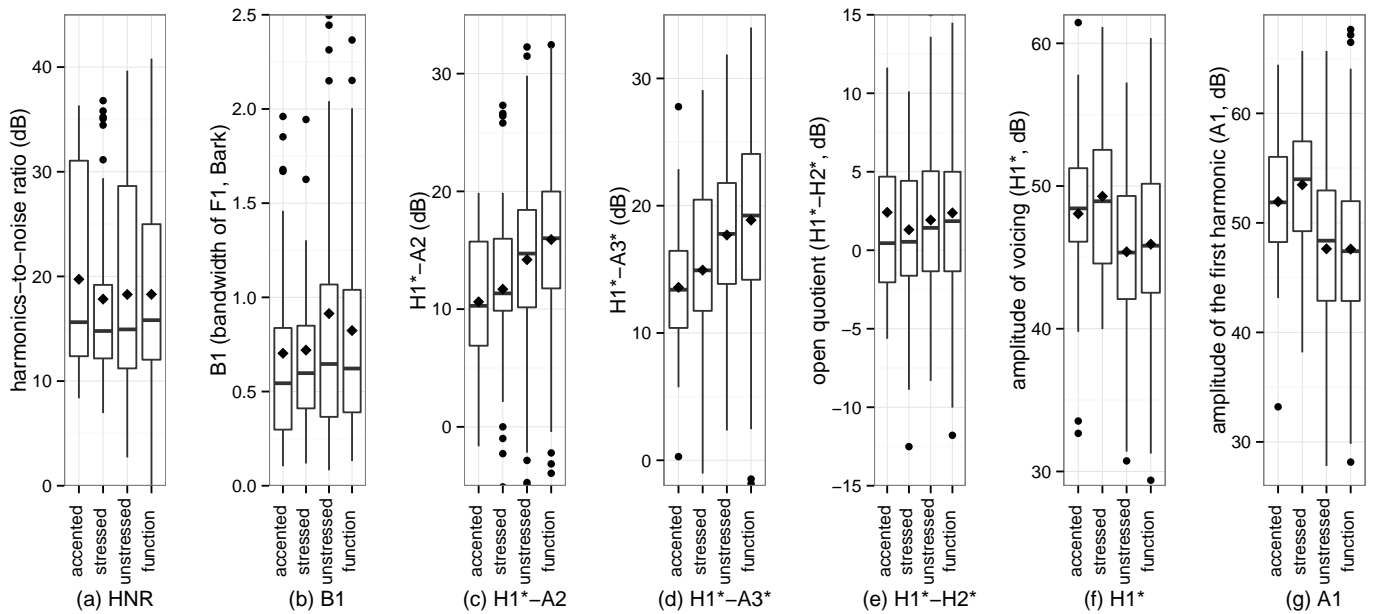 harmonics-to-noise ratio (dB)
40
30
20
10
0
accented
stressed
unstressed
function
(a) HNR
B1 (bandwidth of F1, Bark)
2.5
2.0
1.5
1.0
0.5
0.0
accented
stressed
unstressed
function
(b) B1
H1*−A2 (dB)
30
20
10
0
accented
stressed
unstressed
function
(c) H1*−A2
H1*−A3* (dB)
30
20
10
0
accented
stressed
unstressed
function
(d) H1*−A3*
open quotient (H1*−H2*, dB)
15
10
5
0
−5
−10
−15
accented
stressed
unstressed
function
(e) H1*−H2*
amplitude of voicing (H1*, dB)
60
50
40
30
accented
stressed
unstressed
function
(f) H1*
amplitude of the first harmonic (A1, dB)
60
50
40
30
accented
stressed
unstressed
function
(g) A1